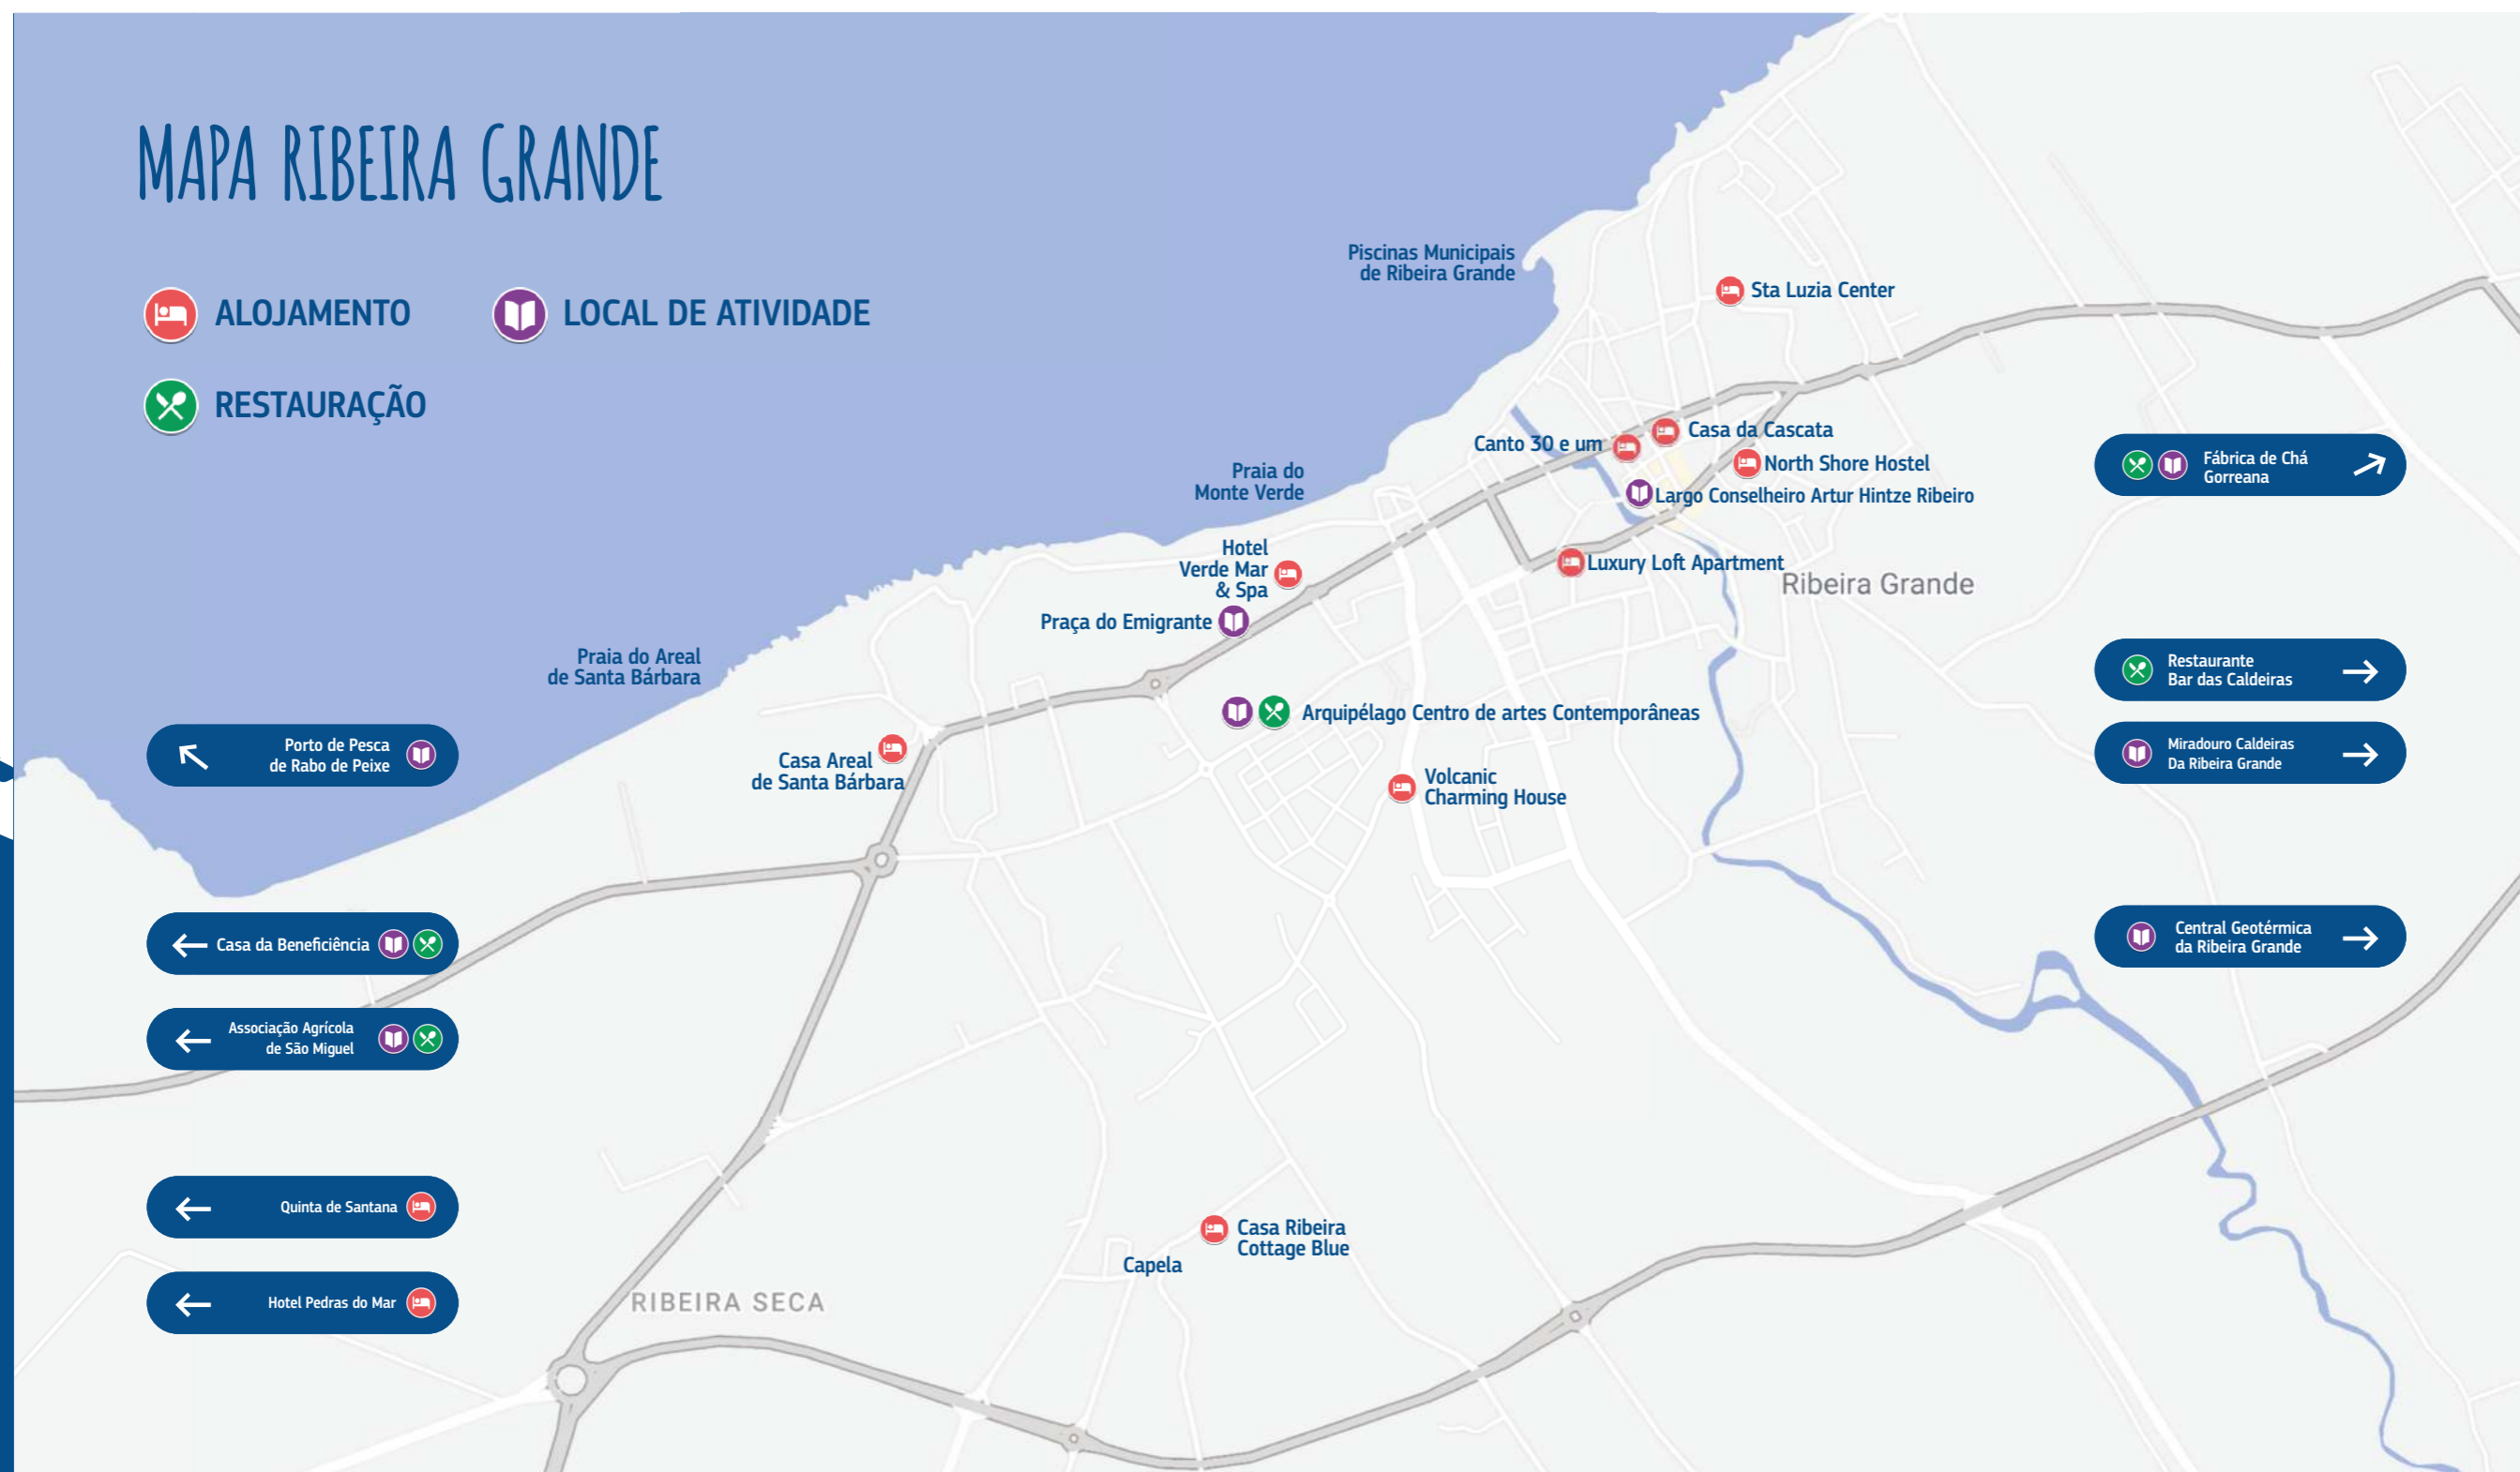 MAPA RIBEIRA GRANDE
ALOJAMENTO
LOCAL DE ATIVIDADE
RESTAURAÇÃO
Piscinas Municipais
de Ribeira Grande
Sta Luzia Center
Canto 30 e um
Casa da Cascata
North Shore Hostel
Largo Conselheiro Artur Hintze Ribeiro
Praia do
Monte Verde
Hotel
Verde Mar
& Spa
Luxury Loft Apartment
Ribeira Grande
Praça do Emigrante
Praia do Areal
de Santa Bárbara
Arquipélago Centro de artes Contemporâneas
Casa Areal
de Santa Bárbara
Volcanic
Charming House
Fábrica de Chá
Gorreana
Restaurante
Bar das Caldeiras
Miradouro Caldeiras
Da Ribeira Grande
Central Geotérmica
da Ribeira Grande
Porto de Pesca
de Rabo de Peixe
Casa da Beneficiência
Associação Agrícola
de São Miguel
Quinta de Santana
Hotel Pedras do Mar
Casa Ribeira
Cottage Blue
Capela
RIBEIRA SECA